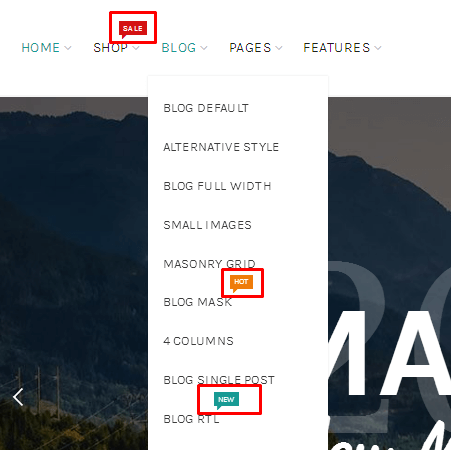 SALE
HOME SHOP BLOG PAGES FEATURES
BLOG DEFAULT
ALTERNATIVE STYLE
BLOG FULL WIDTH
SMALL IMAGES
MASONRY GRID
HOT
BLOG MASK
4 COLUMNS
BLOG SINGLE POST
NEW
BLOG RTL
20
MA